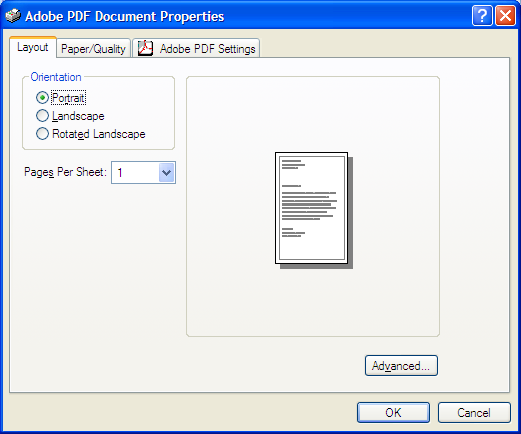 Adobe PDF Document Properties
Layout Paper/Quality Adobe PDF Settings
Orientation
Portrait
Landscape
Rotated Landscape
Pages Per Sheet: 1
Advanced...
OK Cancel